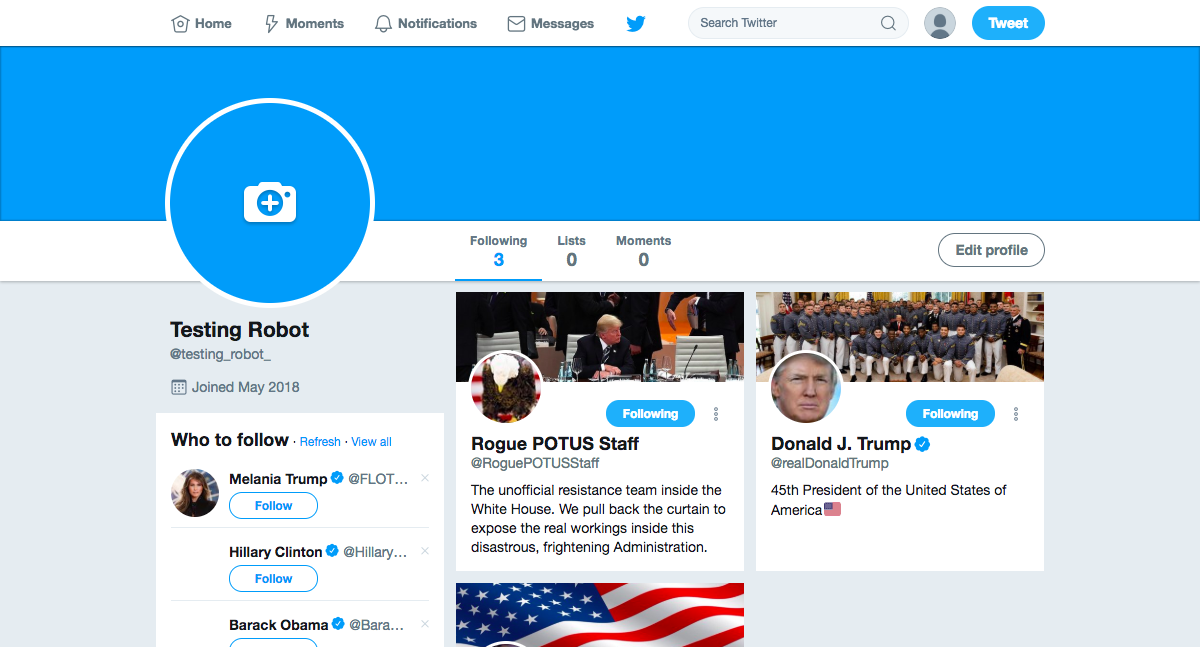 Home
Moments
Notifications
Messages
Search Twitter
Tweet
Following
3
Lists
0
Moments
0
Edit profile
Testing Robot
@testing_robot_
Joined May 2018
Who to follow · Refresh · View all
Melania Trump @FLOT...
Follow
Hillary Clinton @Hillary...
Follow
Barack Obama @Bara...
Following
Rogue POTUS Staff
@RoguePOTUSStaff
The unofficial resistance team inside the
White House. We pull back the curtain to
expose the real workings inside this
disastrous, frightening Administration.
Following
Donald J. Trump
@realDonaldTrump
45th President of the United States of
America🇺🇸